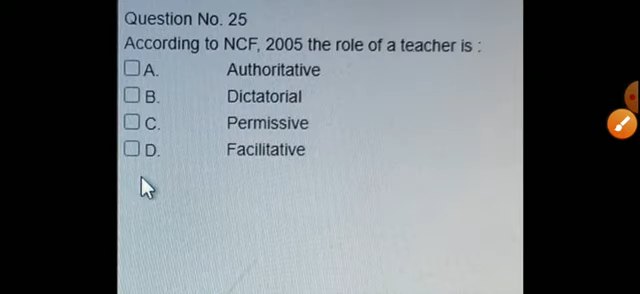 Question No. 25
According to NCF, 2005 the role of a teacher is :
A. Authoritative
B. Dictatorial
C. Permissive
D. Facilitative